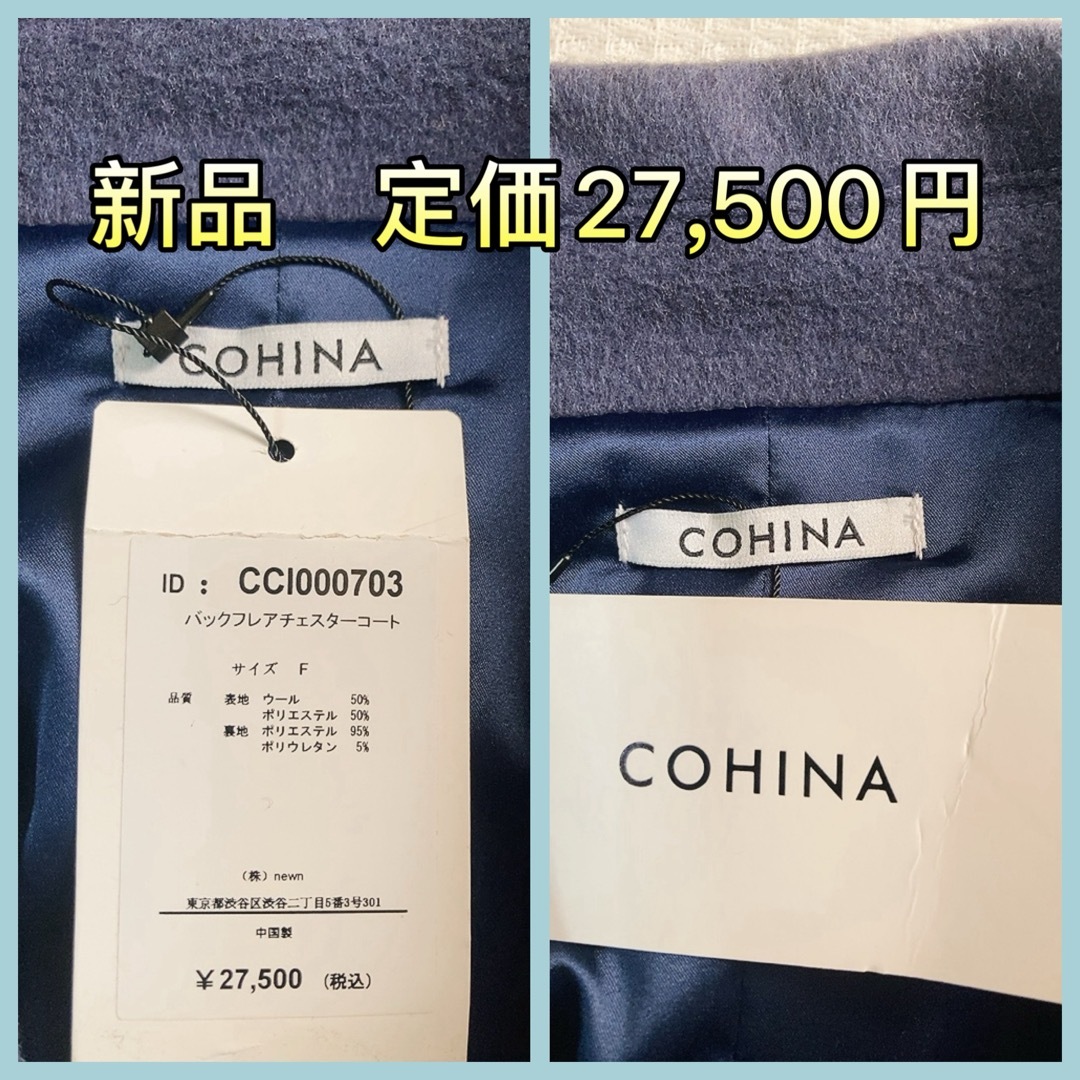 新品 定価27,500円
COHINA
ID： CCI000703
バックフレアチェスターコート
サイズ F
品質 表地 ウール 50%
ポリエステル 50%
裏地 ポリエステル 95%
ポリウレタン 5%
（株）newn
東京都渋谷区渋谷二丁目5番3号301
中国製
￥27,500 （税込）
COHINA
COHINA